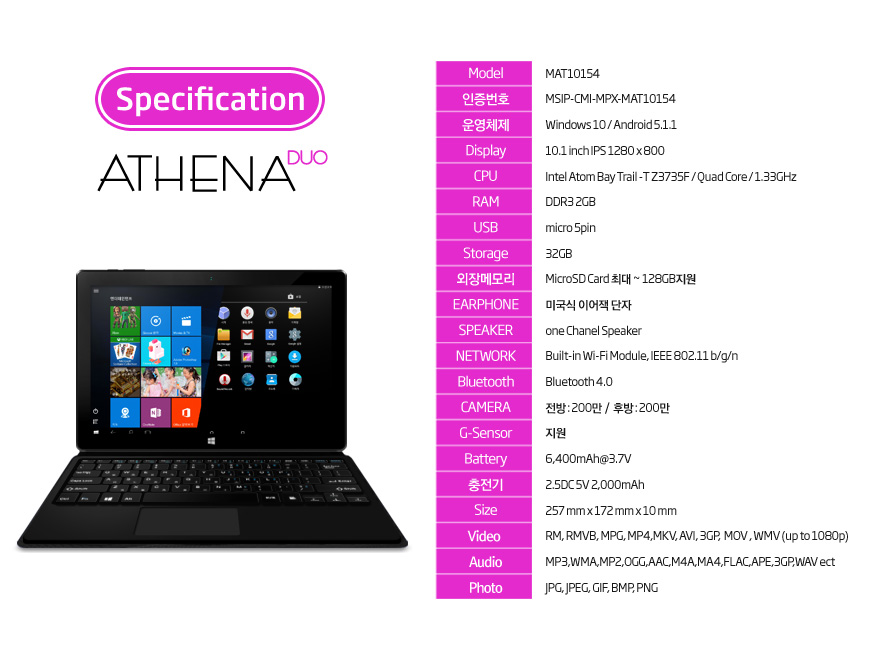 Specification
ATHENA DUO
Model MAT10154
인증번호 MSIP-CMI-MPX-MAT10154
운영체제 Windows 10 / Android 5.1.1
Display 10.1 inch IPS 1280 x 800
CPU Intel Atom Bay Trail -T Z3735F / Quad Core / 1.33GHz
RAM DDR3 2GB
USB micro 5pin
Storage 32GB
외장메모리 MicroSD Card 최대 ~ 128GB지원
EARPHONE 미국식 이어잭 단자
SPEAKER one Chanel Speaker
NETWORK Built-in Wi-Fi Module, IEEE 802.11 b/g/n
Bluetooth Bluetooth 4.0
CAMERA 전방 : 200만 / 후방 : 200만
G-Sensor 지원
Battery 6,400mAh@3.7V
충전기 2.5DC 5V 2,000mAh
Size 257 mm x 172 mm x 10 mm
Video RM, RMVB, MPG, MP4,MKV, AVI, 3GP, MOV , WMV (up to 1080p)
Audio MP3,WMA,MP2,OGG,AAC,M4A,MA4,FLAC,APE,3GP,WAV ect
Photo JPG, JPEG, GIF, BMP, PNG